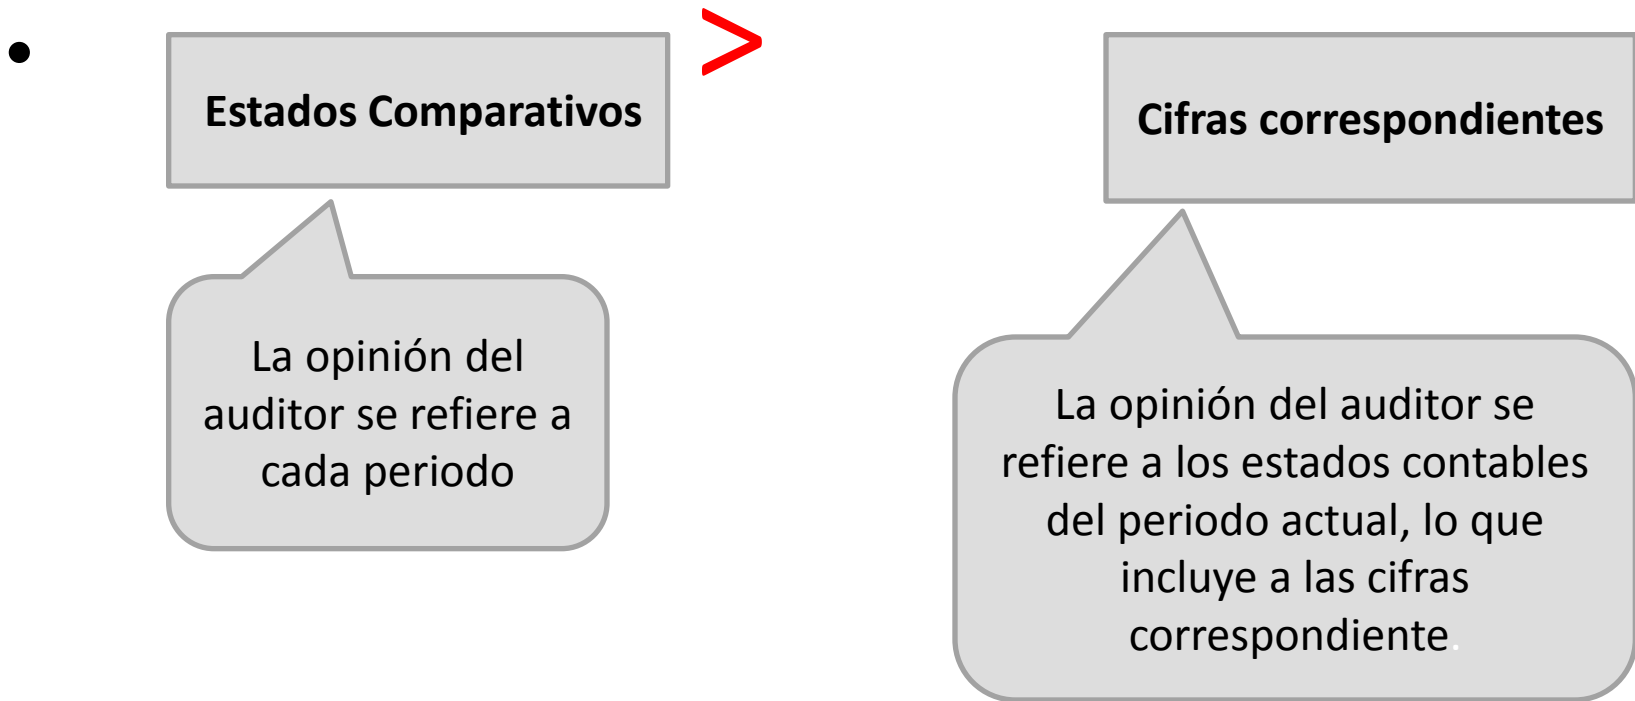 •
Estados Comparativos
>
Cifras correspondientes
La opinión del
auditor se refiere a
cada periodo
La opinión del auditor se
refiere a los estados contables
del periodo actual, lo que
incluye a las cifras
correspondiente.